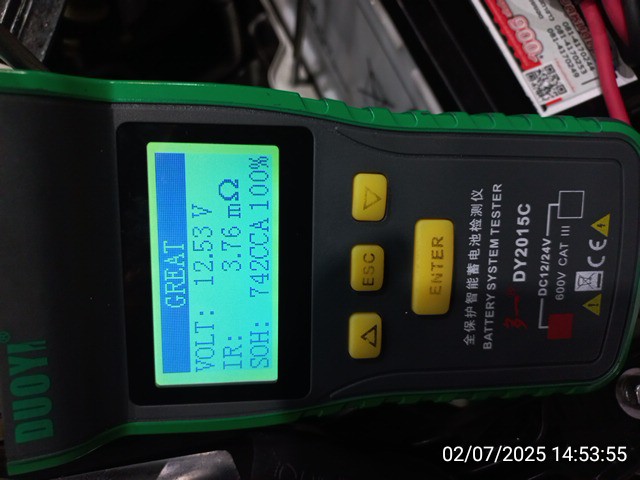 DUOYI®
GREAT
VOLT: 12.53 V
IR: 3.76 mΩ
SOH: 742CCA 100%
ESC
ENTER
全保护智能蓄电池检测仪
BATTERY SYSTEM TESTER
DY2015C
DC12/24V
600V CAT III
CE
02/07/2025 14:53:55